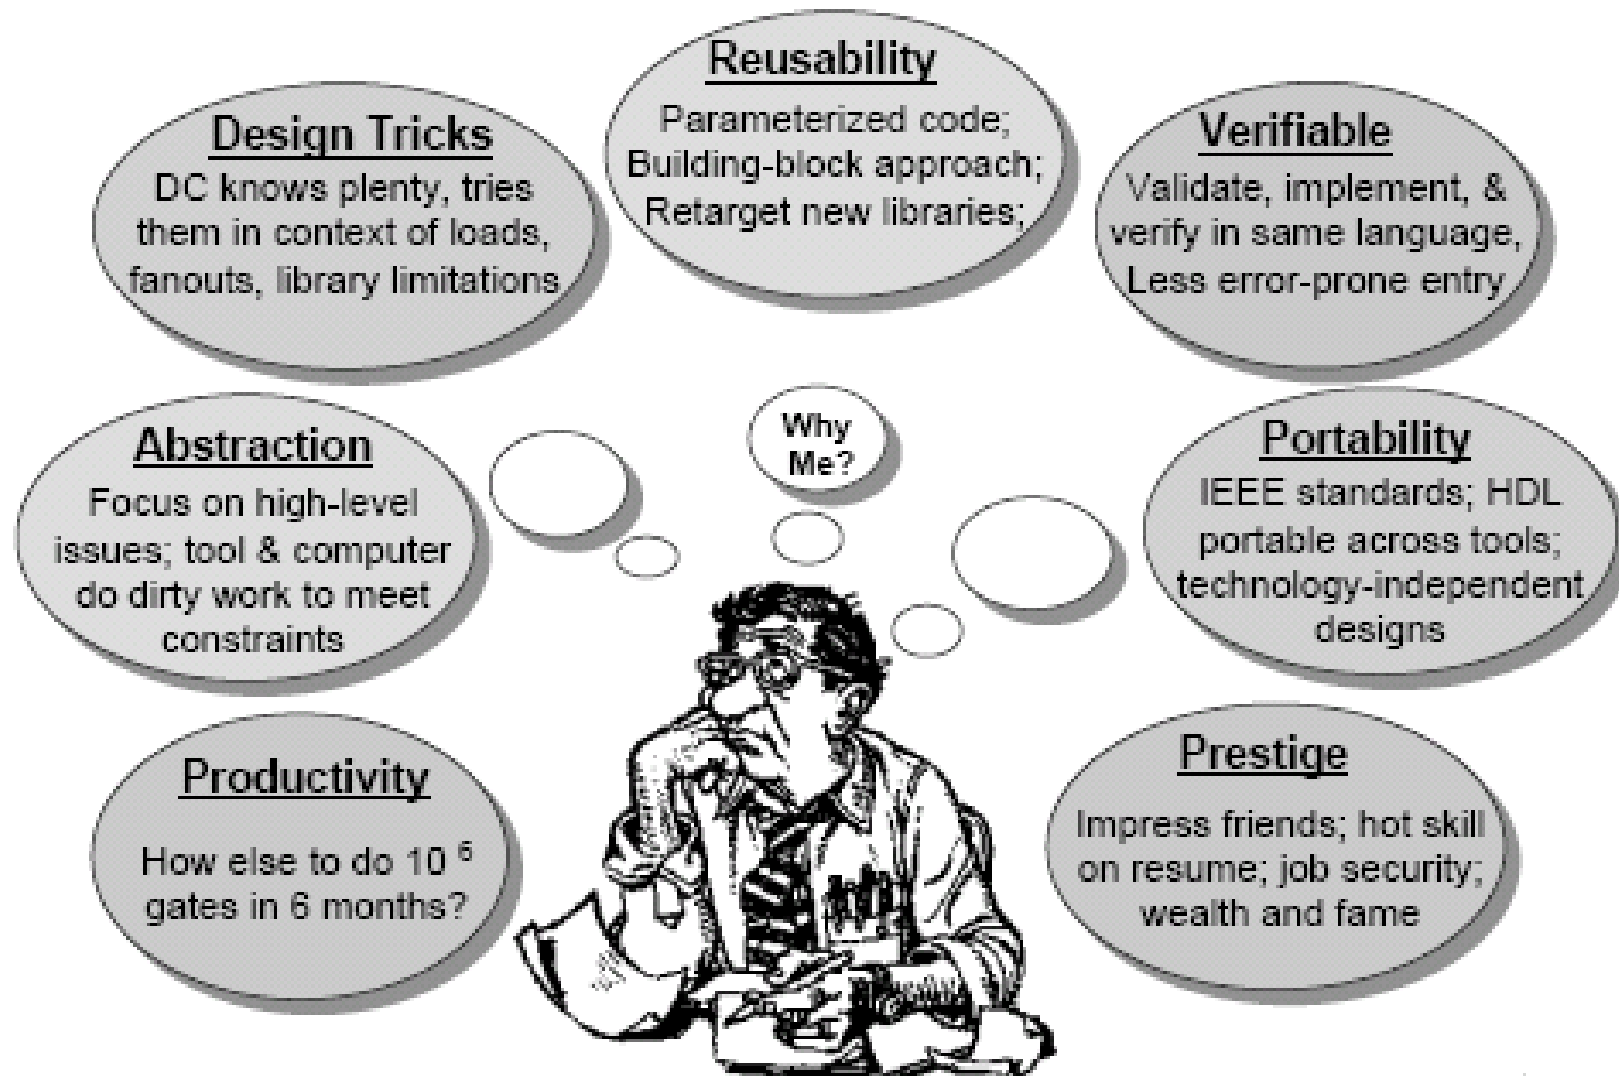 Reusability
Parameterized code;
Building-block approach;
Retarget new libraries;
Design Tricks
DC knows plenty, tries
them in context of loads,
fanouts, library limitations
Verifiable
Validate, implement, &
verify in same language,
Less error-prone entry
Abstraction
Focus on high-level
issues; tool & computer
do dirty work to meet
constraints
Why
Me?
Portability
IEEE standards; HDL
portable across tools;
technology-independent
designs
Productivity
How else to do 10 ⁶
gates in 6 months?
Prestige
Impress friends; hot skill
on resume; job security;
wealth and fame